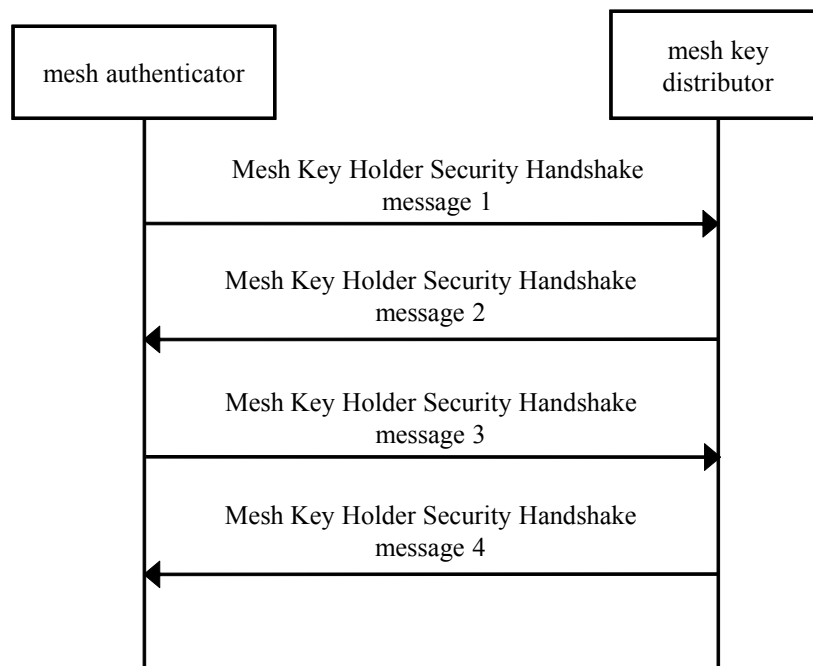 mesh authenticator
mesh key
distributor
Mesh Key Holder Security Handshake
message 1
Mesh Key Holder Security Handshake
message 2
Mesh Key Holder Security Handshake
message 3
Mesh Key Holder Security Handshake
message 4